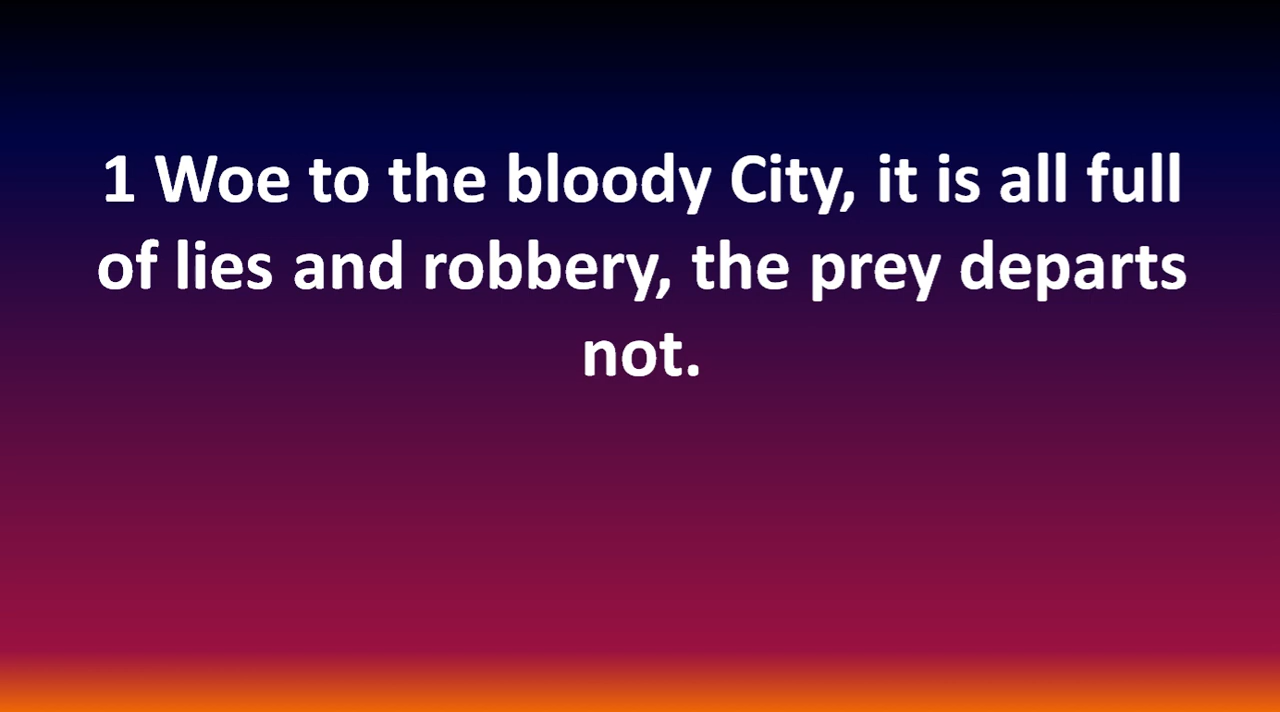 1 Woe to the bloody City, it is all full
of lies and robbery, the prey departs
not.